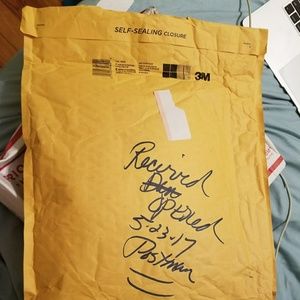 SELF-SEALING CLOSURE
3M
Received
opened
5-23-17
Postman